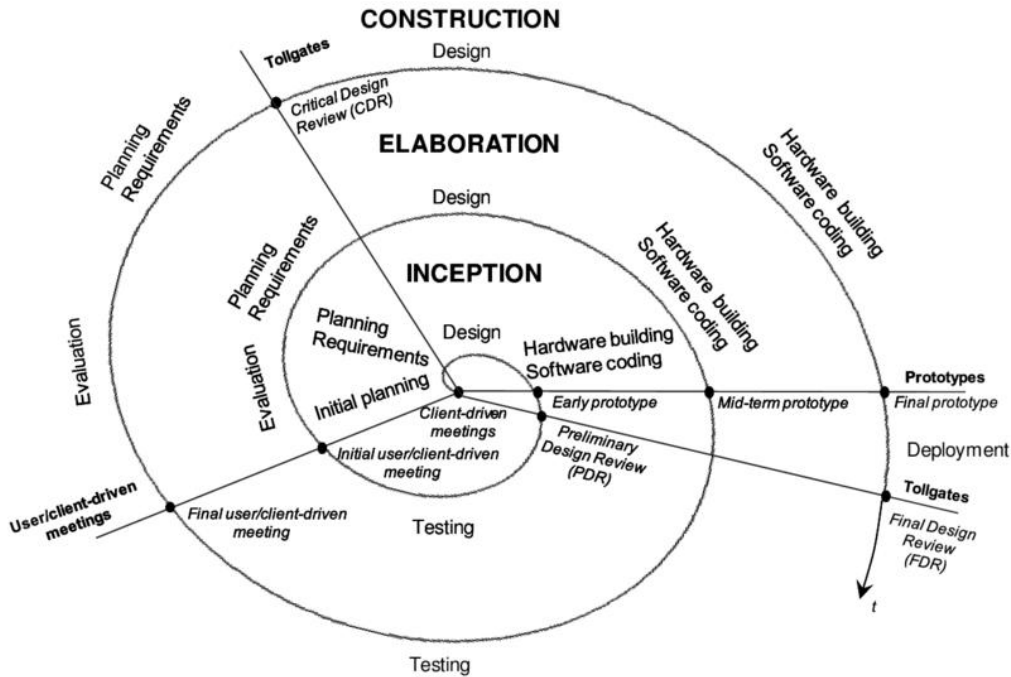 CONSTRUCTION
Design
Tollgates
Critical Design
Review (CDR)
Planning
Requirements
ELABORATION
Design
Hardware building
Software coding
Planning
Requirements
Hardware building
Software coding
INCEPTION
Planning
Requirements
Design
Hardware building
Software coding
Evaluation
Evaluation
Initial planning
Client-driven
meetings
Early prototype
Mid-term prototype
Prototypes
Final prototype
Initial user/client-driven
meeting
Preliminary
Design Review
(PDR)
Deployment
User/client-driven
meetings
Final user/client-driven
meeting
Testing
Tollgates
Final Design
Review
(FDR)
t
Testing